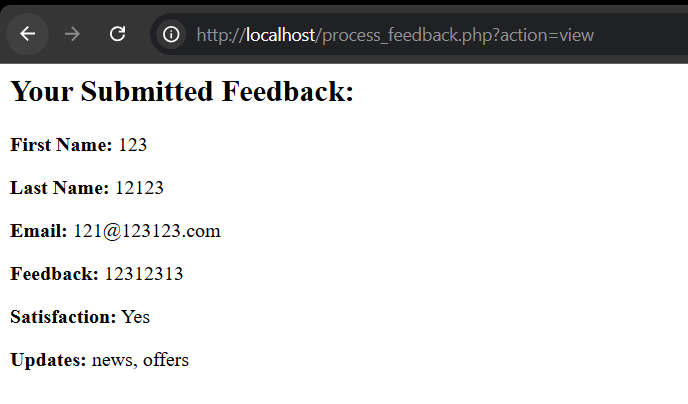 http://localhost/process_feedback.php?action=view
Your Submitted Feedback:
First Name: 123
Last Name: 12123
Email: 121@123123.com
Feedback: 12312313
Satisfaction: Yes
Updates: news, offers